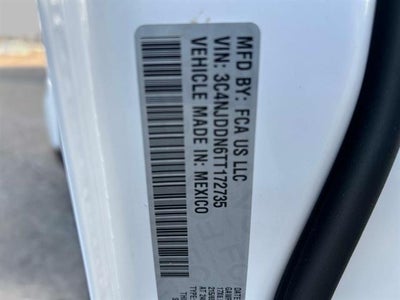 MFD BY: FCA US LLC
VIN: 3C4NJDDN6TT172735
VEHICLE MADE IN: MEXICO